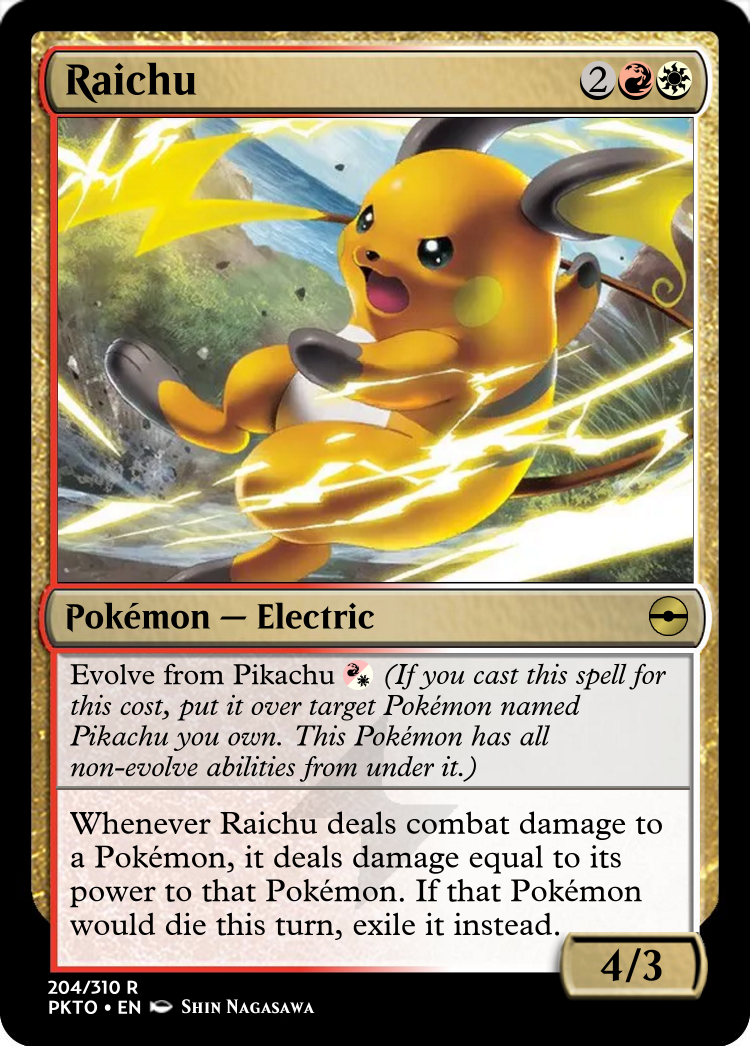 Raichu 2
Pokémon — Electric
Evolve from Pikachu (If you cast this spell for
this cost, put it over target Pokémon named
Pikachu you own. This Pokémon has all
non-evolve abilities from under it.)
Whenever Raichu deals combat damage to
a Pokémon, it deals damage equal to its
power to that Pokémon. If that Pokémon
would die this turn, exile it instead.
4/3
204/310 R
PKTO • EN Shin Nagasawa